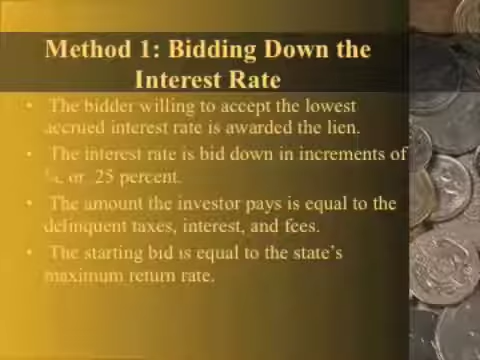 Method 1: Bidding Down the
Interest Rate
• The bidder willing to accept the lowest
accrued interest rate is awarded the lien.
• The interest rate is bid down in increments of
¼, or .25 percent.
• The amount the investor pays is equal to the
delinquent taxes, interest, and fees.
• The starting bid is equal to the state's
maximum return rate.